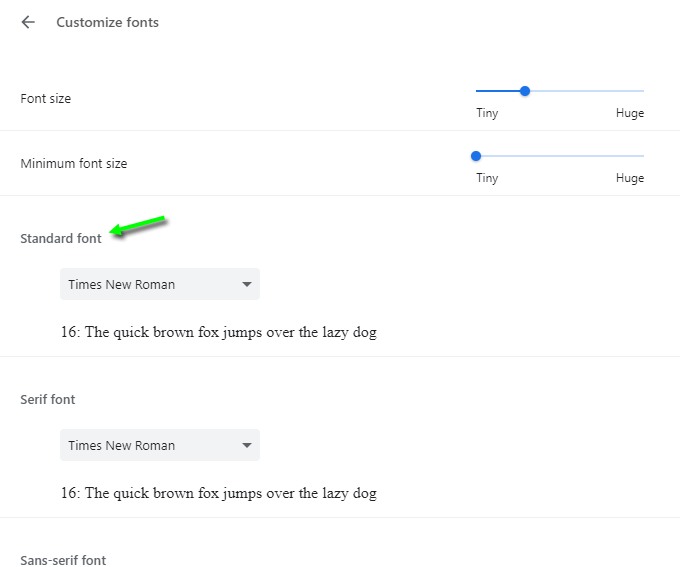 Customize fonts
Font size
Tiny Huge
Minimum font size
Tiny Huge
Standard font
Times New Roman
16: The quick brown fox jumps over the lazy dog
Serif font
Times New Roman
16: The quick brown fox jumps over the lazy dog
Sans-serif font